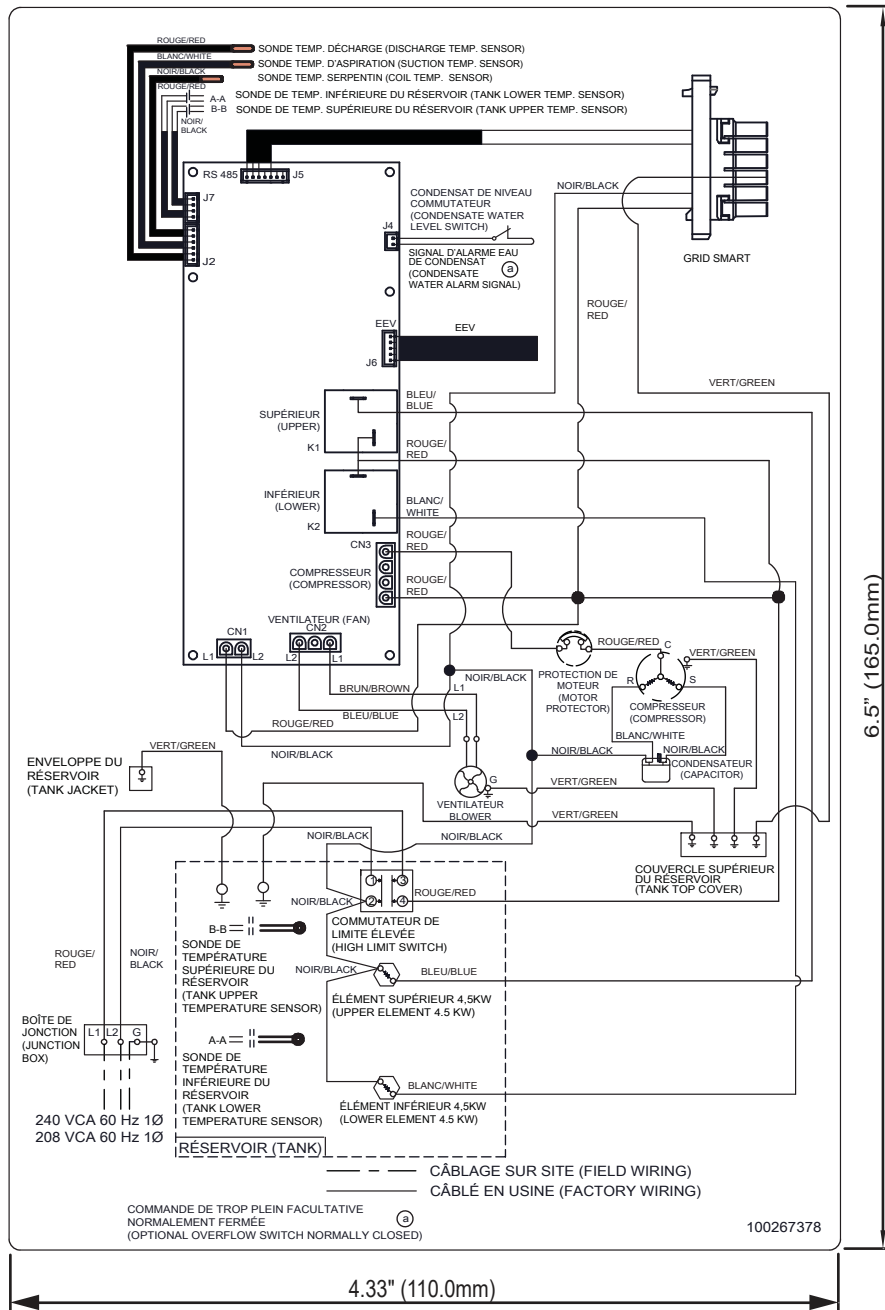 ROUGE/RED
SONDE TEMP. DÉCHARGE (DISCHARGE TEMP. SENSOR)
BLANC/WHITE
SONDE TEMP. D'ASPIRATION (SUCTION TEMP. SENSOR)
NOIR/BLACK
SONDE TEMP. SERPENTIN (COIL TEMP. SENSOR)
ROUGE/RED
A-A
SONDE DE TEMP. INFÉRIEURE DU RÉSERVOIR (TANK LOWER TEMP. SENSOR)
B-B
SONDE DE TEMP. SUPÉRIEURE DU RÉSERVOIR (TANK UPPER TEMP. SENSOR)
NOIR/
BLACK
RS 485
J5
J7
J2
J4
CONDENSAT DE NIVEAU
COMMUTATEUR
(CONDENSATE WATER
LEVEL SWITCH)
SIGNAL D'ALARME EAU
DE CONDENSAT
(CONDENSATE
WATER ALARM SIGNAL)
a
NOIR/BLACK
GRID SMART
ROUGE/
RED
VERT/GREEN
EEV
EEV
J6
SUPÉRIEUR
(UPPER)
K1
BLEU/
BLUE
ROUGE/
RED
INFÉRIEUR
(LOWER)
K2
BLANC/
WHITE
CN3
ROUGE/
RED
COMPRESSEUR
(COMPRESSOR)
ROUGE/
RED
VENTILATEUR (FAN)
CN1
CN2
L1
L2
L2
L1
BRUN/BROWN
L1
BLEU/BLUE
L2
ROUGE/RED
NOIR/BLACK
NOIR/BLACK
ROUGE/RED
C
VERT/GREEN
PROTECTION DE
MOTEUR
(MOTOR
PROTECTOR)
R
S
COMPRESSEUR
(COMPRESSOR)
BLANC/WHITE
NOIR/BLACK
NOIR/BLACK
CONDENSATEUR
(CAPACITOR)
VERT/GREEN
ENVELOPPE DU
RÉSERVOIR
(TANK JACKET)
G
VENTILATEUR
BLOWER
VERT/GREEN
VERT/GREEN
COUVERCLE SUPÉRIEUR
DU RÉSERVOIR
(TANK TOP COVER)
NOIR/BLACK
NOIR/BLACK
1
3
2
4
NOIR/BLACK
ROUGE/RED
COMMUTATEUR DE
LIMITE ÉLEVÉE
(HIGH LIMIT SWITCH)
B-B
SONDE DE
TEMPÉRATURE
SUPÉRIEURE DU
RÉSERVOIR
(TANK UPPER
TEMPERATURE SENSOR)
NOIR/BLACK
BLEU/BLUE
ÉLÉMENT SUPÉRIEUR 4,5KW
(UPPER ELEMENT 4.5 KW)
ROUGE/
RED
NOIR/
BLACK
BOÎTE DE
JONCTION
(JUNCTION
BOX)
L1
L2
G
A-A
SONDE DE
TEMPÉRATURE
INFÉRIEURE DU
RÉSERVOIR
(TANK LOWER
TEMPERATURE SENSOR)
BLANC/WHITE
ÉLÉMENT INFÉRIEUR 4,5KW
(LOWER ELEMENT 4.5 KW)
240 VCA 60 Hz 1Ø
208 VCA 60 Hz 1Ø
RÉSERVOIR (TANK)
CÂBLAGE SUR SITE (FIELD WIRING)
CÂBLÉ EN USINE (FACTORY WIRING)
COMMANDE DE TROP PLEIN FACULTATIVE
NORMALEMENT FERMÉE
(OPTIONAL OVERFLOW SWITCH NORMALLY CLOSED)
a
100267378
6.5" (165.0mm)
4.33" (110.0mm)